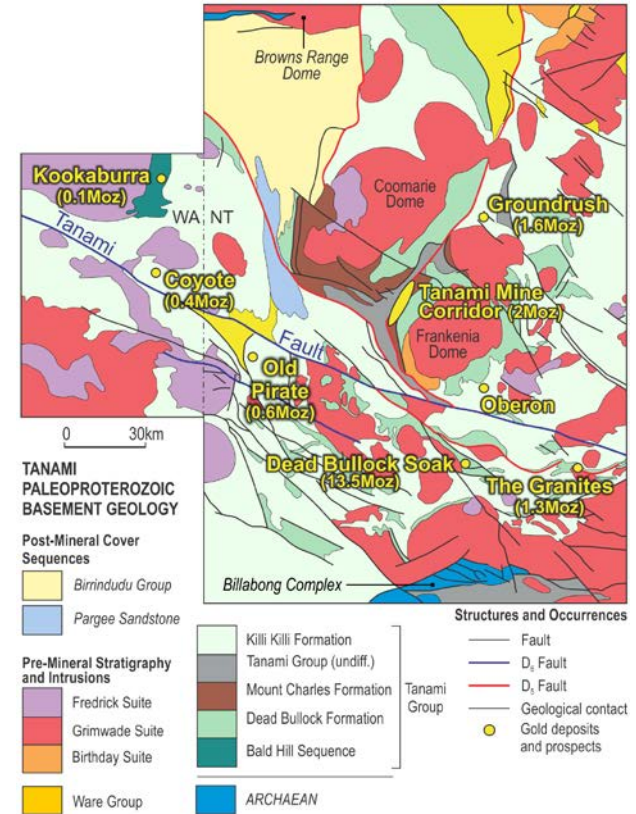 Browns Range
Dome
Kookaburra
(0.1Moz)
WA NT
Coomarie
Dome
Groundrush
(1.6Moz)
Tanami
Coyote
(0.4Moz)
Fault
Tanami Mine
Corridor (2Moz)
Frankenia
Dome
Old
Pirate
(0.6Moz)
Oberon
0 30km
Dead Bullock Soak
(13.5Moz)
The Granites
(1.3Moz)
Billabong Complex
TANAMI
PALEOPROTEROZOIC
BASEMENT GEOLOGY
Post-Mineral Cover
Sequences
Birrindudu Group
Pargee Sandstone
Pre-Mineral Stratigraphy
and Intrusions
Fredrick Suite
Grimwade Suite
Birthday Suite
Ware Group
Killi Killi Formation
Tanami Group (undiff.)
Mount Charles Formation
Dead Bullock Formation
Bald Hill Sequence
Tanami
Group
ARCHAEAN
Structures and Occurrences
Fault
D₆ Fault
D₅ Fault
Geological contact
Gold deposits
and prospects